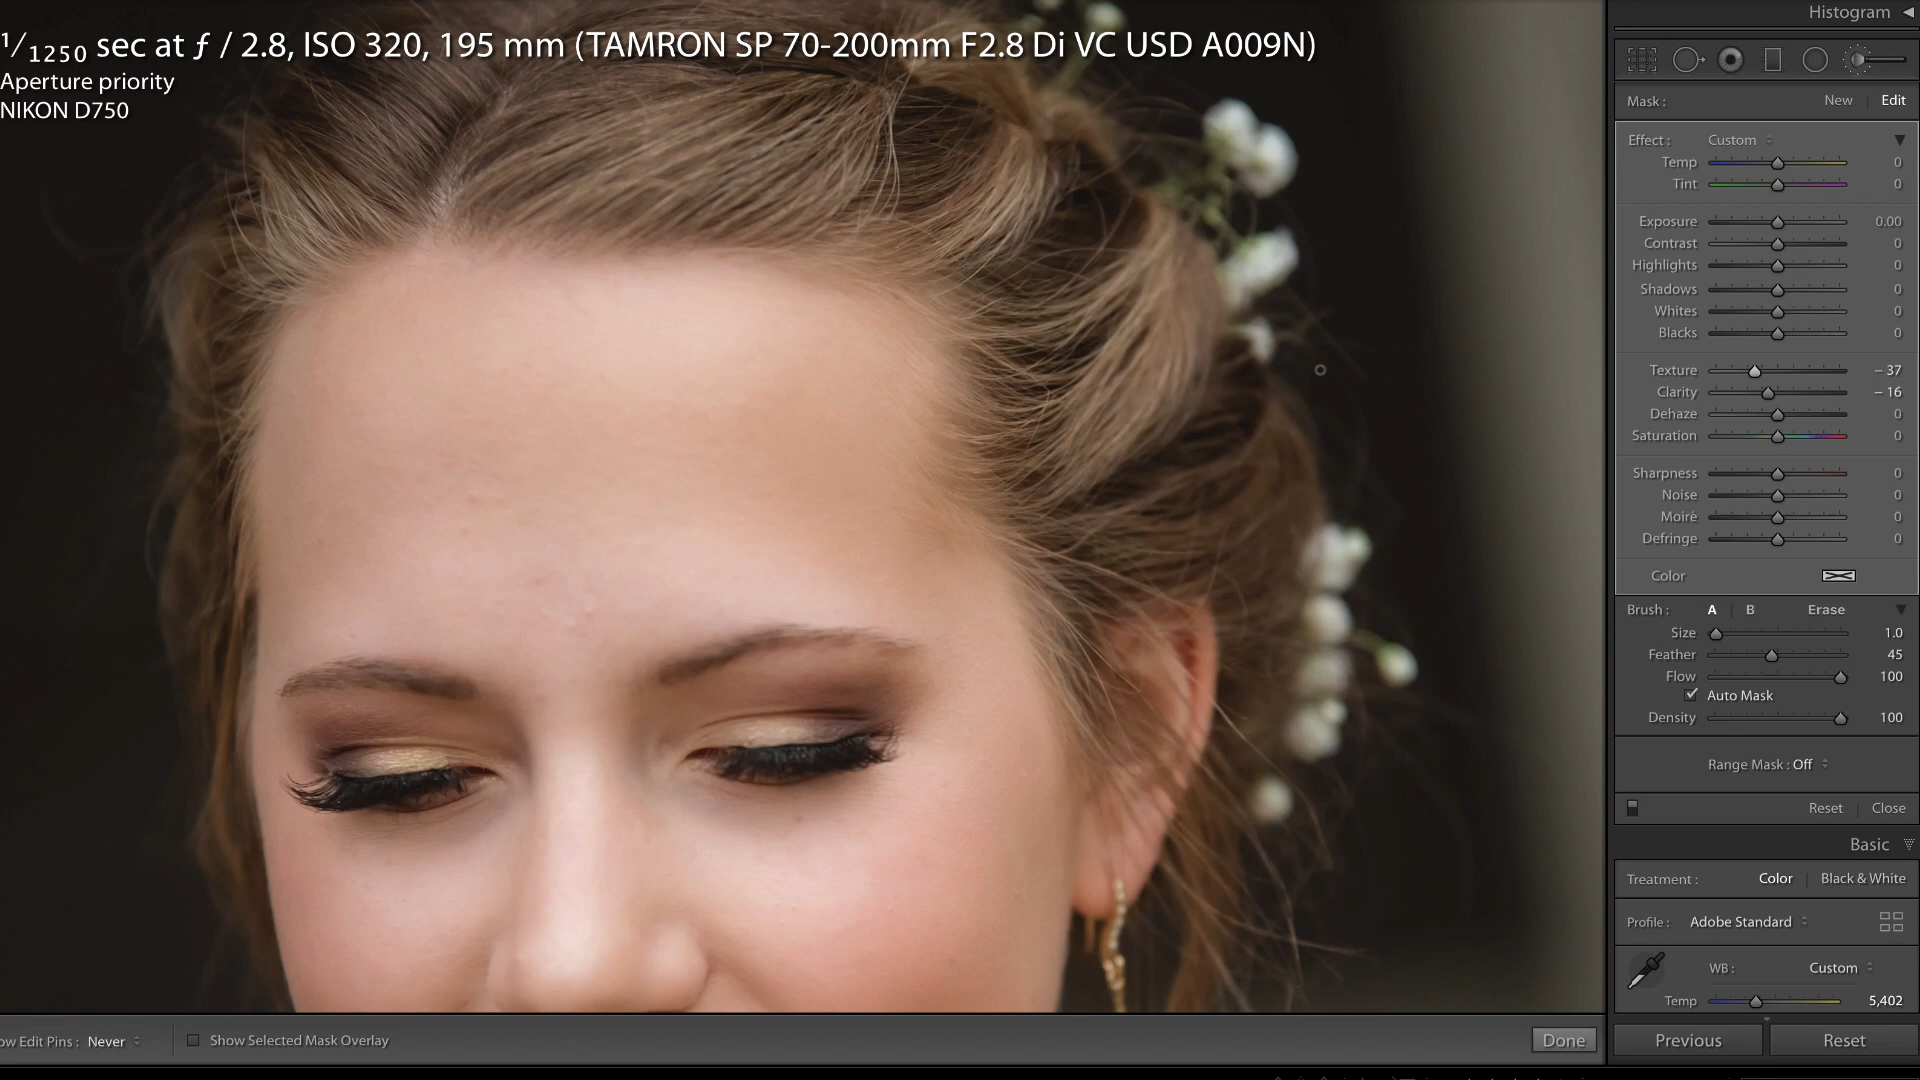 1/1250 sec at ƒ / 2.8, ISO 320, 195 mm (TAMRON SP 70-200mm F2.8 Di VC USD A009N)
Aperture priority
NIKON D750
Histogram
Mask : New Edit
Effect : Custom
Temp 0
Tint 0
Exposure 0.00
Contrast 0
Highlights 0
Shadows 0
Whites 0
Blacks 0
Texture – 37
Clarity – 16
Dehaze 0
Saturation 0
Sharpness 0
Noise 0
Moiré 0
Defringe 0
Color
Brush : A B Erase
Size 1.0
Feather 45
Flow 100
Auto Mask
Density 100
Range Mask : Off
Reset Close
Basic
Treatment : Color Black & White
Profile : Adobe Standard
WB : Custom
Temp 5,402
ow Edit Pins : Never Show Selected Mask Overlay Done
Previous Reset